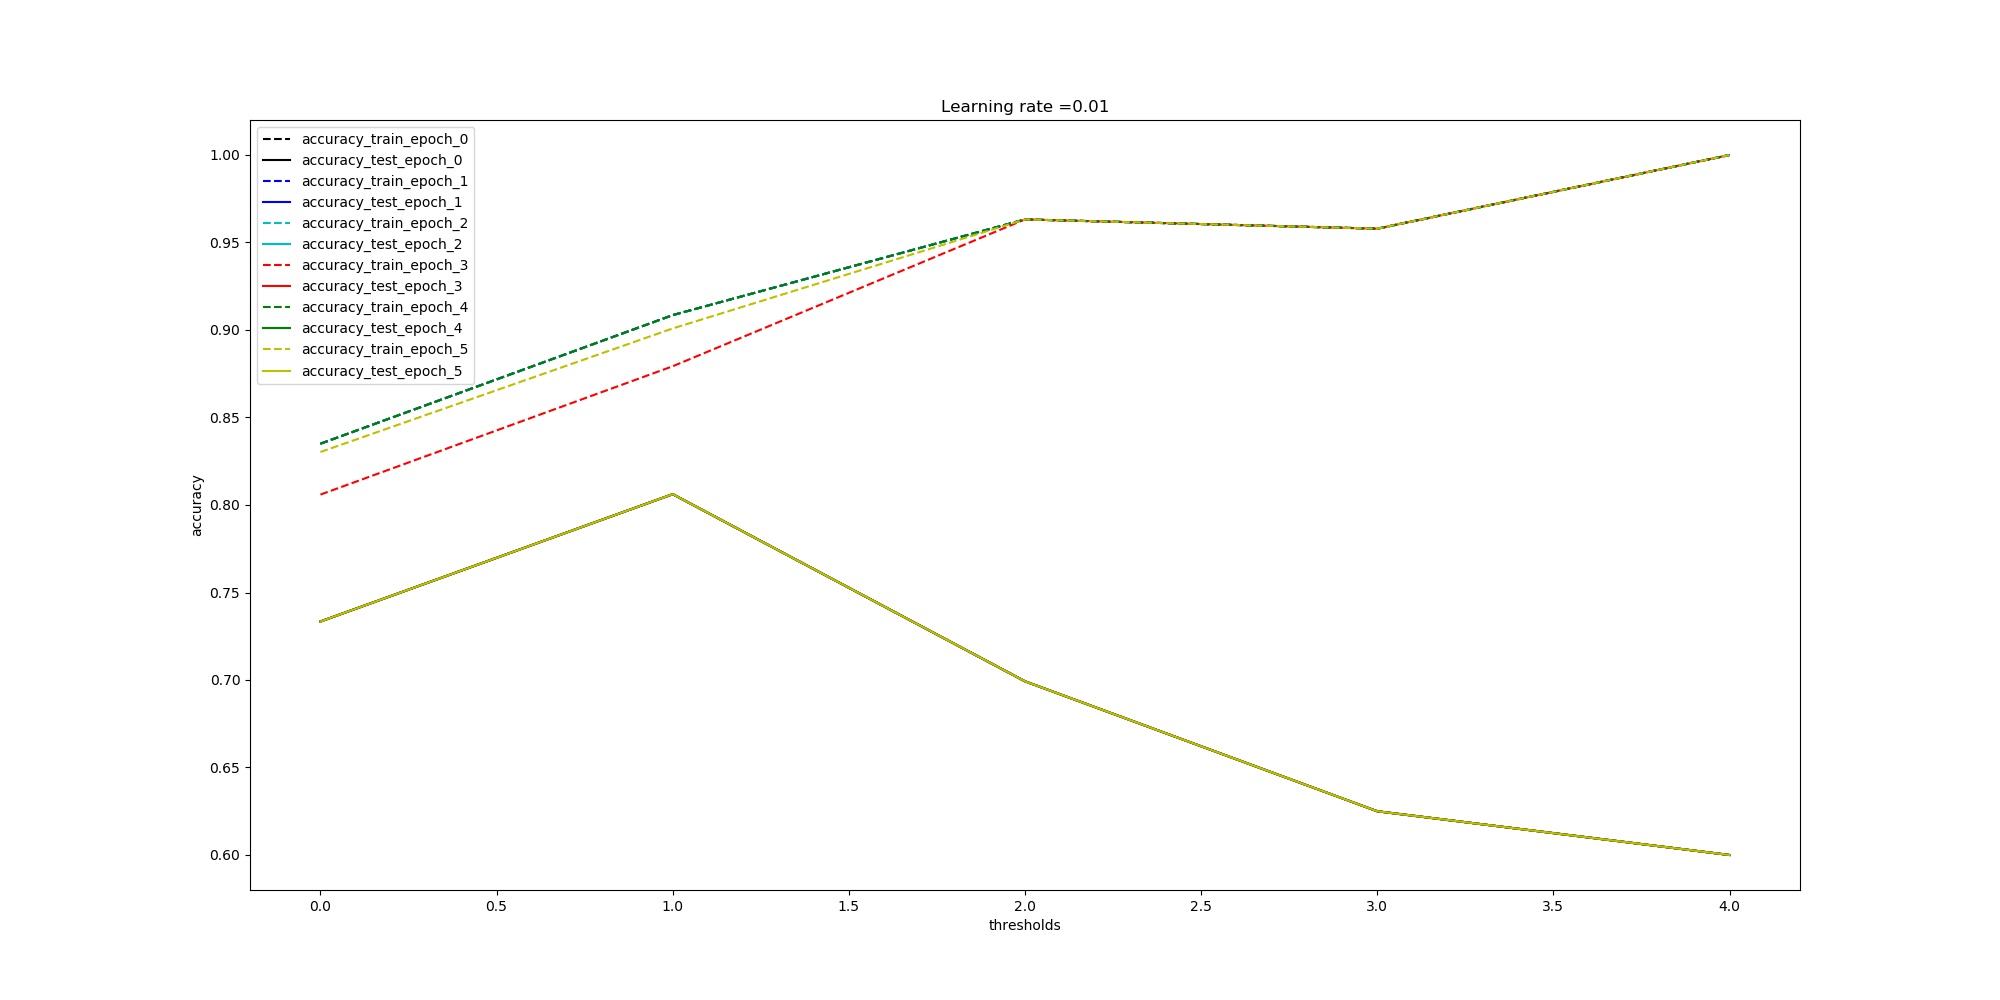 Learning rate =0.01
accuracy_train_epoch_0
accuracy_test_epoch_0
accuracy_train_epoch_1
accuracy_test_epoch_1
accuracy_train_epoch_2
accuracy_test_epoch_2
accuracy_train_epoch_3
accuracy_test_epoch_3
accuracy_train_epoch_4
accuracy_test_epoch_4
accuracy_train_epoch_5
accuracy_test_epoch_5
1.00
0.95
0.90
0.85
0.80
0.75
0.70
0.65
0.60
accuracy
0.0 0.5 1.0 1.5 2.0 2.5 3.0 3.5 4.0
thresholds